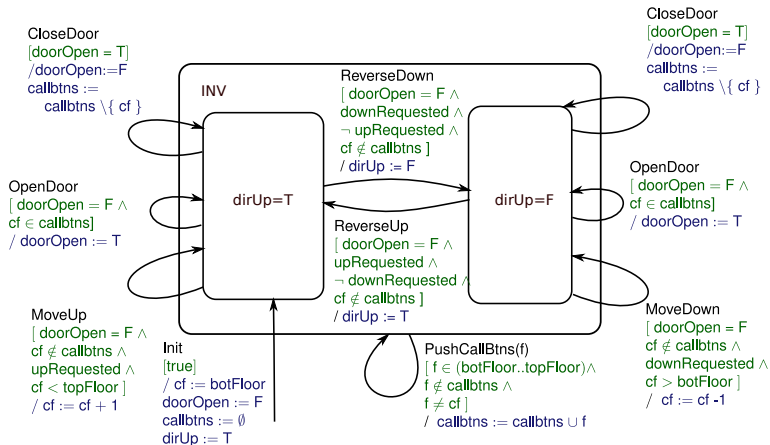 CloseDoor
[doorOpen = T]
/doorOpen:=F
callbtns :=
callbtns \{ cf }
OpenDoor
[ doorOpen = F ∧
cf ∈ callbtns]
/ doorOpen := T
MoveUp
[ doorOpen = F ∧
cf ∉ callbtns ∧
upRequested ∧
cf < topFloor ]
/ cf := cf + 1
INV
dirUp=T
Init
[true]
/ cf := botFloor
doorOpen := F
callbtns := ∅
dirUp := T
ReverseDown
[ doorOpen = F ∧
downRequested ∧
¬ upRequested ∧
cf ∉ callbtns ]
/ dirUp := F
ReverseUp
[ doorOpen = F ∧
upRequested ∧
¬ downRequested ∧
cf ∉ callbtns ]
/ dirUp := T
dirUp=F
PushCallBtns(f)
[ f ∈ (botFloor..topFloor)∧
f ∉ callbtns ∧
f ≠ cf ]
/ callbtns := callbtns ∪ f
CloseDoor
[doorOpen = T]
/doorOpen:=F
callbtns :=
callbtns \{ cf }
OpenDoor
[ doorOpen = F ∧
cf ∈ callbtns]
/ doorOpen := T
MoveDown
[ doorOpen = F
cf ∉ callbtns ∧
downRequested ∧
cf > botFloor ]
/ cf := cf -1